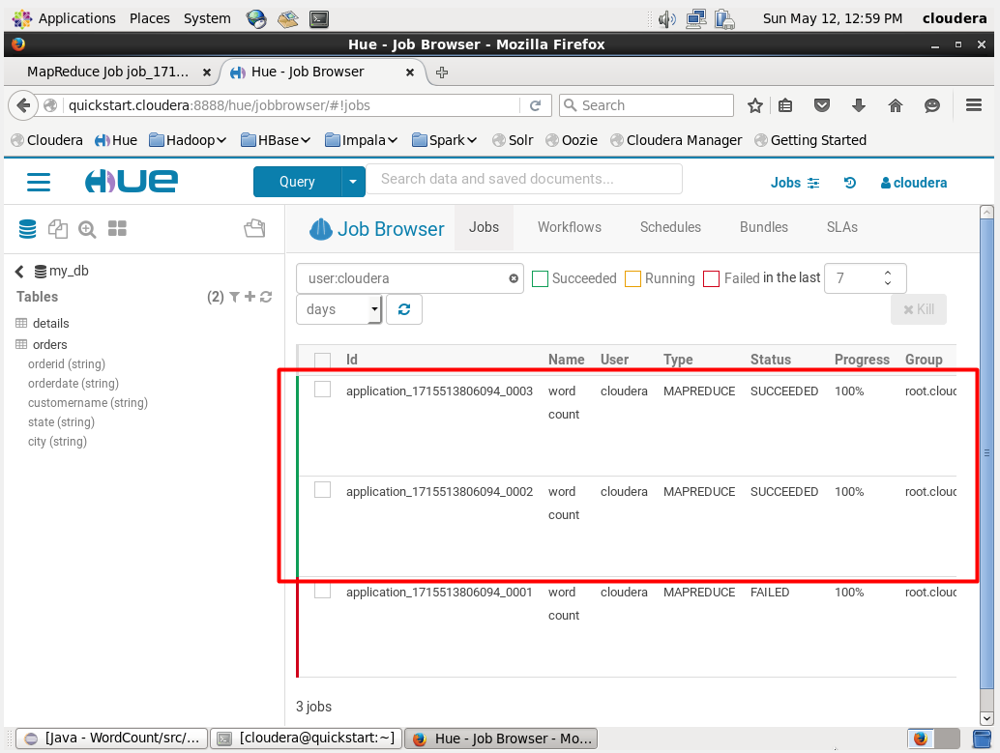 Applications Places System Sun May 12, 12:59 PM cloudera
Hue - Job Browser - Mozilla Firefox
MapReduce Job job_171... Hue - Job Browser
quickstart.cloudera:8888/hue/jobbrowser/#!jobs Search
Cloudera Hue Hadoop HBase Impala Spark Solr Oozie Cloudera Manager Getting Started
HUE Query Search data and saved documents... Jobs cloudera
Job Browser Jobs Workflows Schedules Bundles SLAs
my_db
Tables (2)
details
orders
orderid (string)
orderdate (string)
customername (string)
state (string)
city (string)
user:cloudera Succeeded Running Failed in the last 7
days Kill
Id Name User Type Status Progress Group
application_1715513806094_0003 word cloudera MAPREDUCE SUCCEEDED 100% root.clou
count
application_1715513806094_0002 word cloudera MAPREDUCE SUCCEEDED 100% root.clou
count
application_1715513806094_0001 word cloudera MAPREDUCE FAILED 100% root.clou
count
3 jobs
[Java - WordCount/src/... [cloudera@quickstart:~] Hue - Job Browser - Mo...